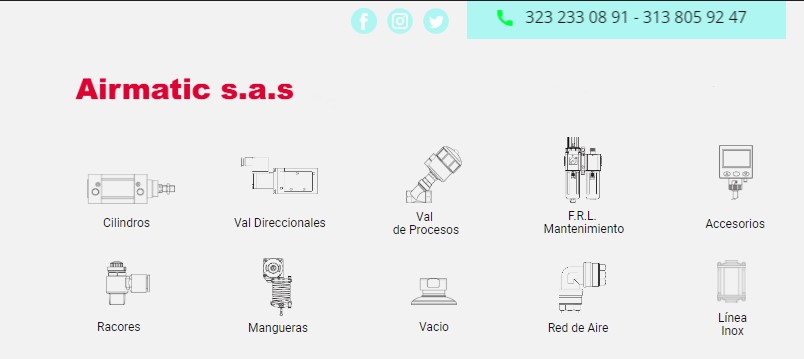 323 233 08 91 - 313 805 92 47
Airmatic s.a.s
Cilindros
Val Direccionales
Val
de Procesos
F.R.L.
Mantenimiento
Accesorios
Racores
Mangueras
Vacio
Red de Aire
Línea
Inox